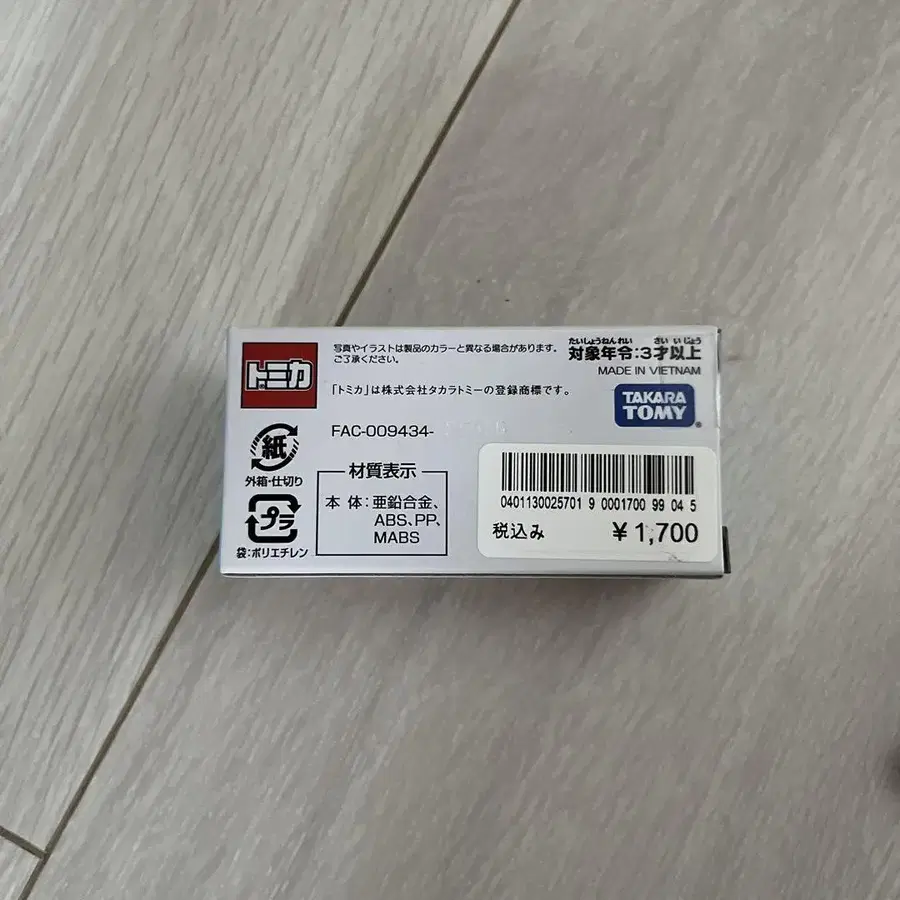 トミカ
写真やイラストは製品のカラーと異なる場合があります。
ご了承ください。
「トミカ」は株式会社タカラトミーの登録商標です。
たいしょうねんれい さい いじょう
対象年令:3才以上
MADE IN VIETNAM
TAKARA
TOMY
FAC-009434-
紙
外箱・仕切り
プラ
袋:ポリエチレン
材質表示
本 体:亜鉛合金、
ABS、PP、
MABS
0401130025701 9 0001700 99 04 5
税込み ¥1,700